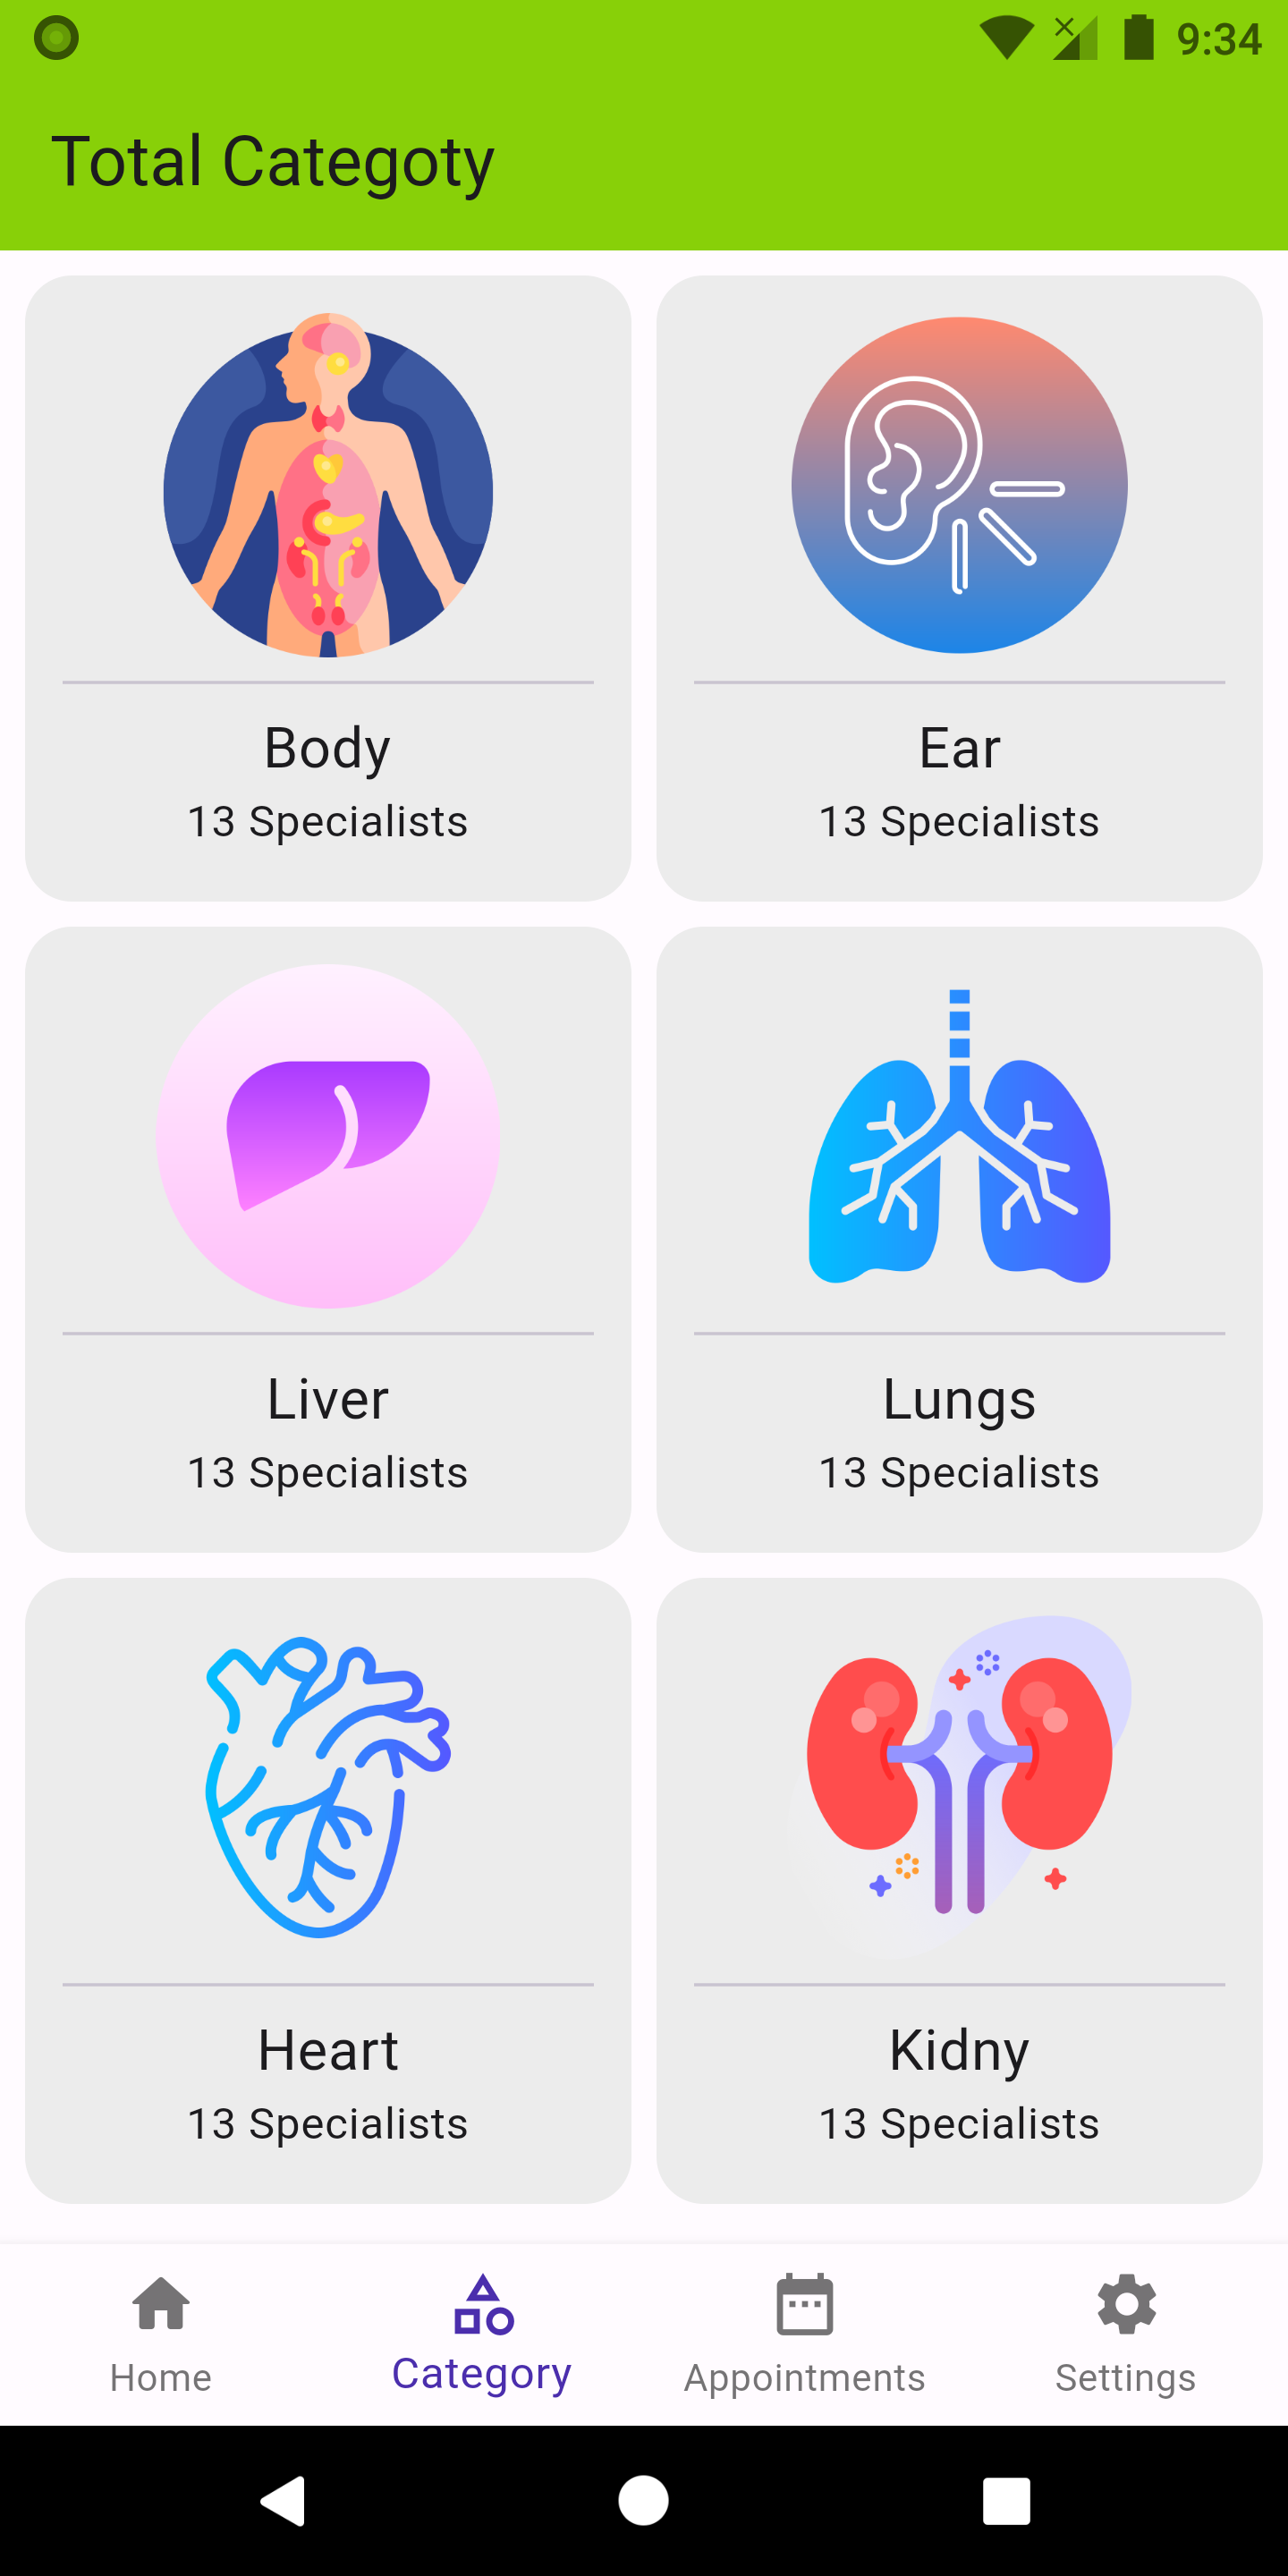 9:34
Total Categoty
Body
13 Specialists
Ear
13 Specialists
Liver
13 Specialists
Lungs
13 Specialists
Heart
13 Specialists
Kidny
13 Specialists
Home
Category
Appointments
Settings